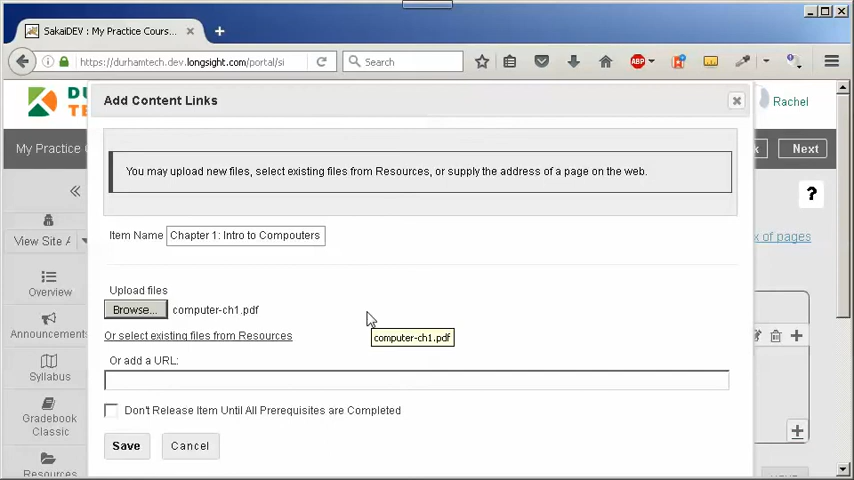 SakaiDEV : My Practice Cours...
https://durhamtech.dev.longsight.com/portal/si
Search
ABP
DU
TE
Rachel
Add Content Links
My Practice C
k
Next
You may upload new files, select existing files from Resources, or supply the address of a page on the web.
?
View Site A
Item Name
Chapter 1: Intro to Compouters
x of pages
Overview
Upload files
Browse...
computer-ch1.pdf
Announcements
computer-ch1.pdf
Or select existing files from Resources
Or add a URL:
Syllabus
Don't Release Item Until All Prerequisites are Completed
Gradebook
Classic
Save
Cancel
Resources